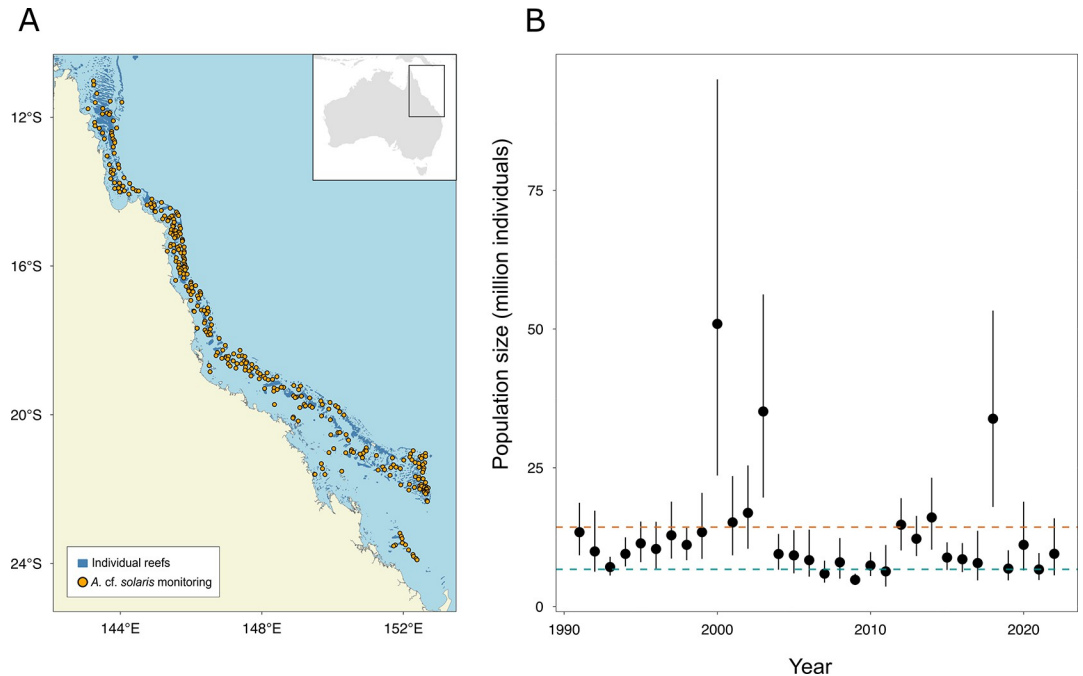 A
B
12°S
16°S
20°S
24°S
Individual reefs
A. cf. solaris monitoring
144°E
148°E
152°E
Population size (million individuals)
75
50
25
0
1990
2000
2010
2020
Year